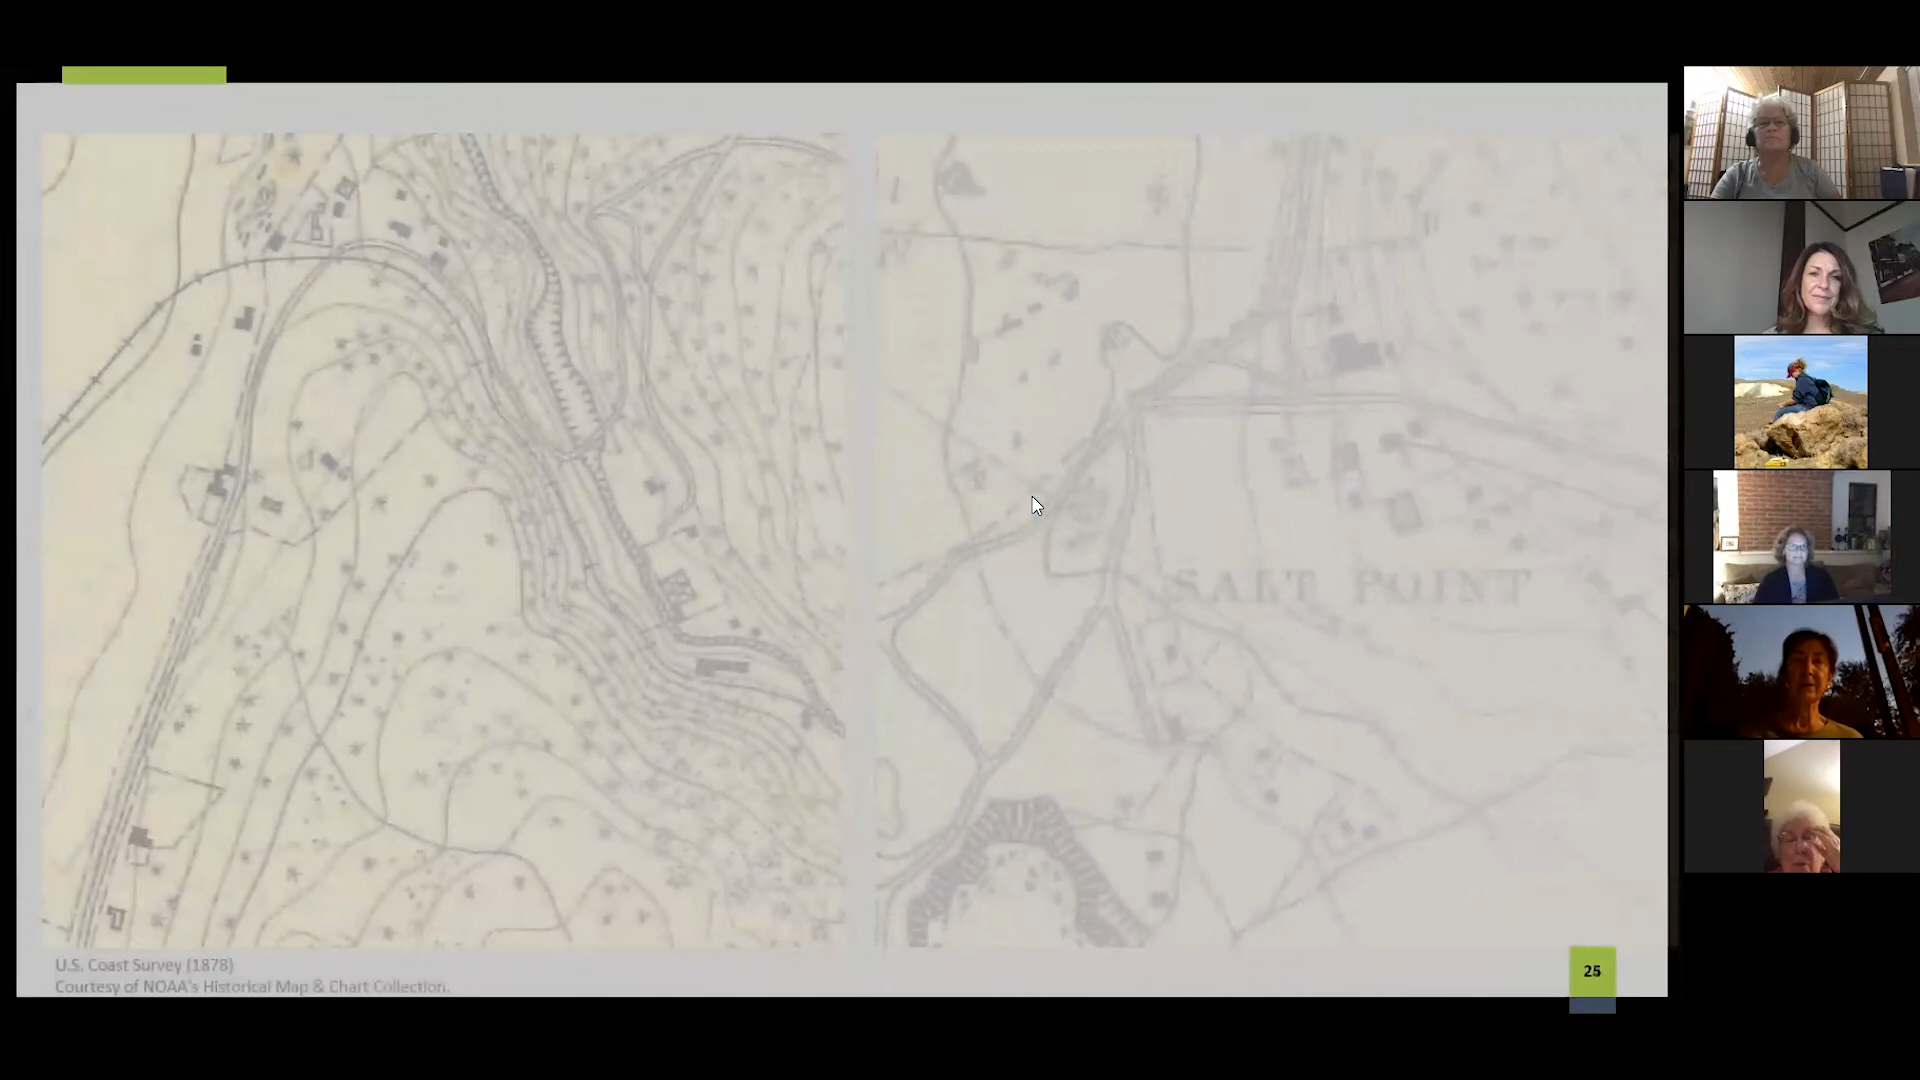 SALT POINT
U.S. Coast Survey (1878)
Courtesy of NOAA's Historical Map & Chart Collection.
25